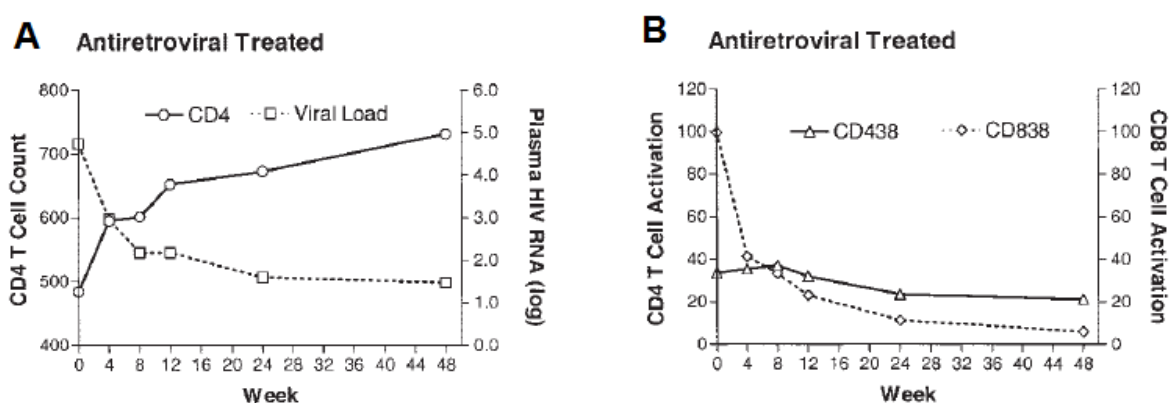 A Antiretroviral Treated
CD4 Viral Load
800
700
600
500
400
CD4 T Cell Count
6.0
5.0
4.0
3.0
2.0
1.0
0.0
Plasma HIV RNA (log)
0 4 8 12 16 20 24 28 32 36 40 44 48
Week
B Antiretroviral Treated
CD438 CD838
120
100
80
60
40
20
0
CD4 T Cell Activation
120
100
80
60
40
20
0
CD8 T Cell Activation
0 4 8 12 16 20 24 28 32 36 40 44 48
Week